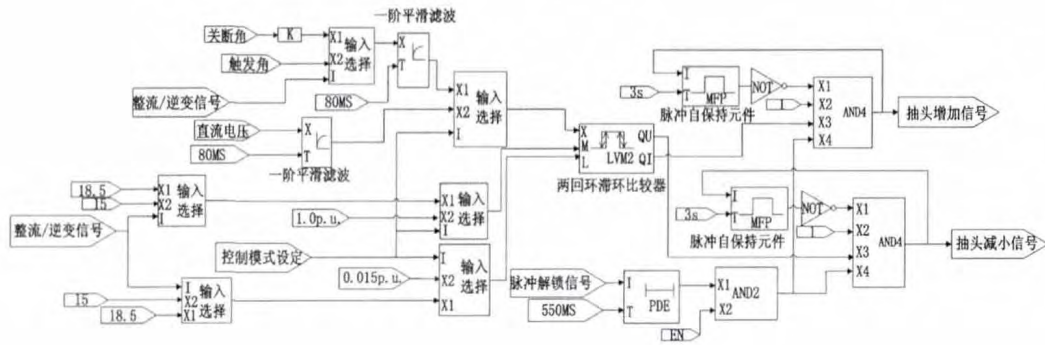 一阶平滑滤波
关断角
K
X1
输入
选择
X2
I
触发角
整流/逆变信号
X
T
80MS
直流电压
80MS
X
T
一阶平滑滤波
X1
输入
选择
X2
I
X
M
L
LVM2
QU
QI
两回环滞环比较器
18.5
15
X1
X2
I
输入
选择
整流/逆变信号
1.0p.u.
X1
X2
I
输入
选择
控制模式设定
0.015p.u.
I
X2
X1
输入
选择
15
18.5
I
X2
X1
输入
选择
脉冲解锁信号
550MS
I
T
PDE
EN
X1
X2
AND2
3s
I
T
MFP
脉冲自保持元件
NOT
1
X1
X2
X3
X4
AND4
抽头增加信号
3s
I
T
MFP
脉冲自保持元件
NOT
1
X1
X2
X3
X4
AND4
抽头减小信号